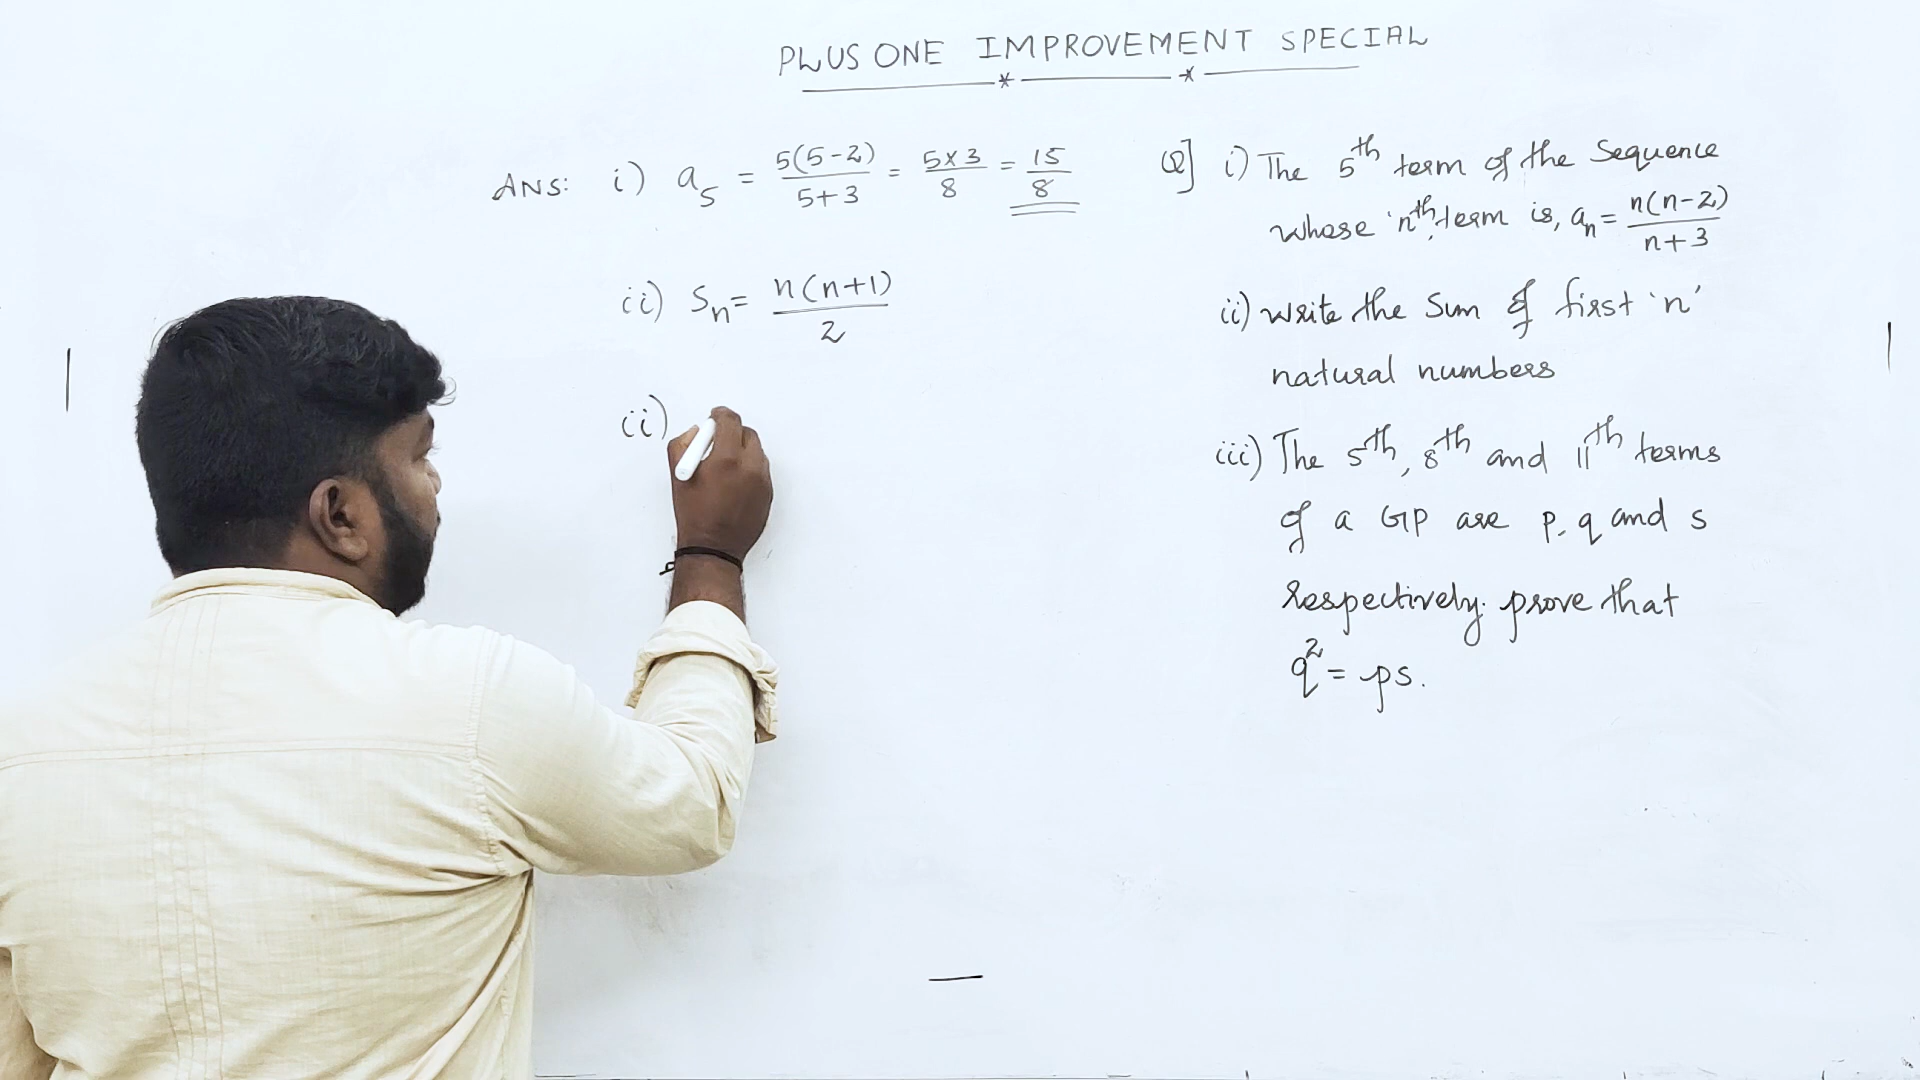 PLUS ONE IMPROVEMENT SPECIAL
ANS: i) a₅ = 5(5-2)/5+3 = 5×3/8 = 15/8
ii) Sₙ = n(n+1)/2
ii)
Q] i) The 5th term of the Sequence
whose 'nth' term is, aₙ = n(n-2)/n+3
ii) write the Sum of first 'n'
natural numbers
iii) The 5th, 8th and 11th terms
of a GP are p, q and s
respectively. prove that
q² = ps.